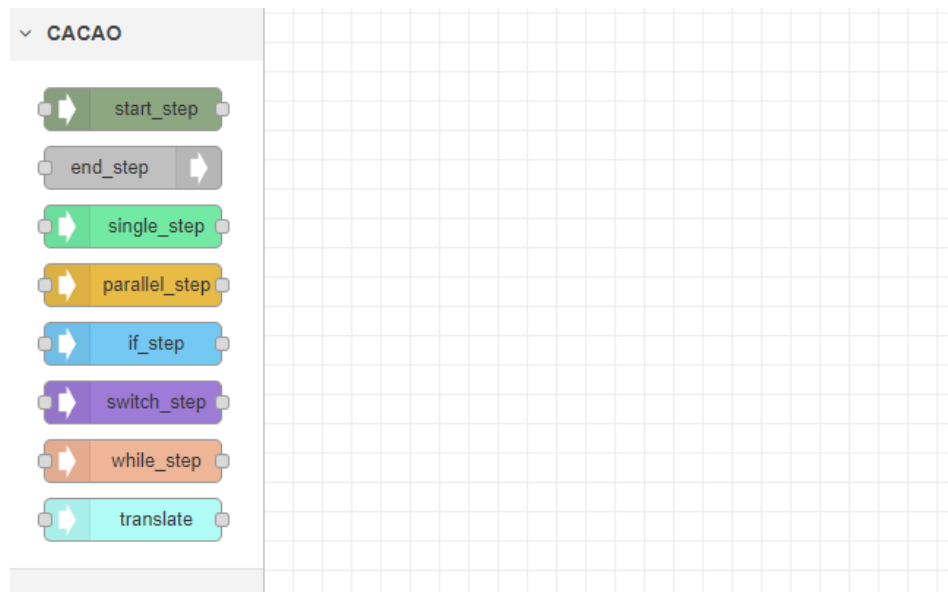 CACAO
start_step
end_step
single_step
parallel_step
if_step
switch_step
while_step
translate